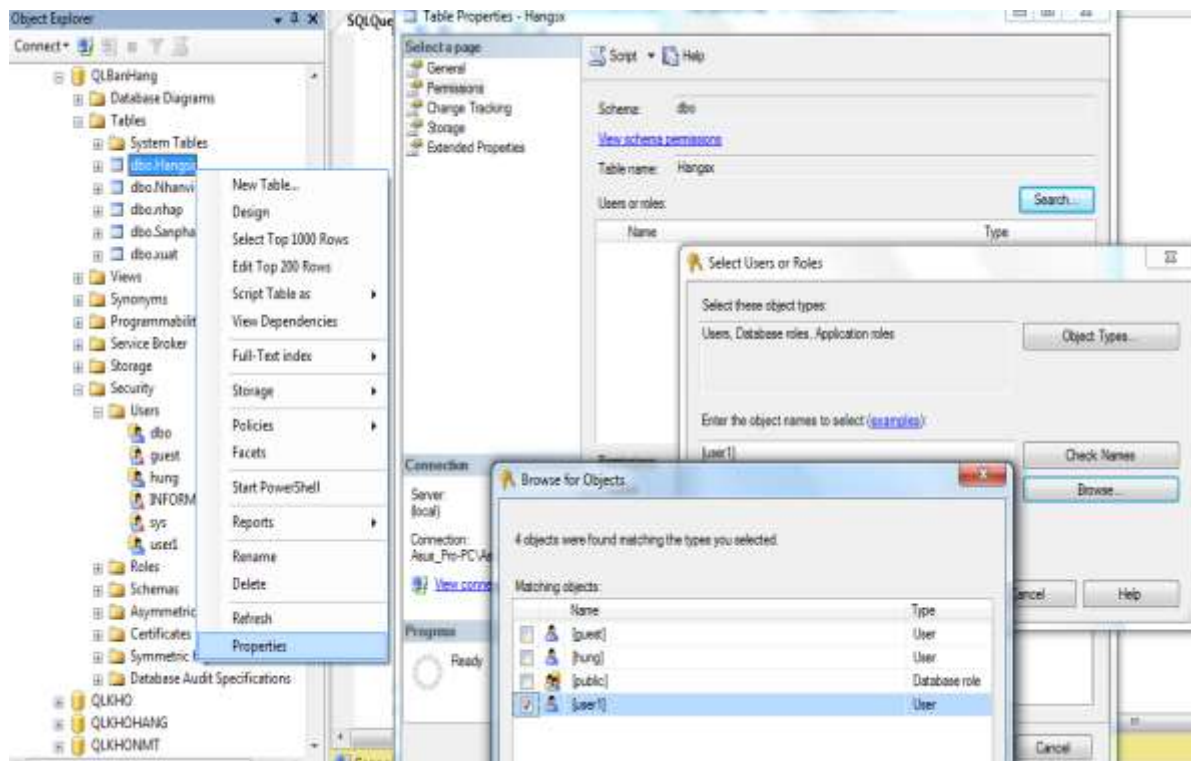 Object Explorer
Connect
QLBanHang
Database Diagrams
Tables
System Tables
dbo.Hangsx
dbo.Nhanvi
dbo.nhap
dbo.Sanpha
dbo.xuat
Views
Synonyms
Programmabilit
Service Broker
Storage
Security
Users
dbo
guest
hung
INFORM
sys
user1
Roles
Schemas
Asymmetric
Certificates
Symmetric
Database Audit Specifications
QLKHO
QLKHOHANG
QLKHONMT
New Table...
Design
Select Top 1000 Rows
Edit Top 200 Rows
Script Table as
View Dependencies
Full-Text index
Storage
Policies
Facets
Start PowerShell
Reports
Rename
Delete
Refresh
Properties
SQLQue
Table Properties - Hangsx
Select a page
General
Permissions
Change Tracking
Storage
Extended Properties
Script Help
Schema: dbo
View schema permissions
Table name: Hangsx
Users or roles: Search...
Name Type
Connection
Server:
(local)
Connection:
Asus_Pro-PC\As
View conne
Progress
Ready
Cancel
Select Users or Roles
Select these object types:
Users, Database roles, Application roles
Object Types...
Enter the object names to select (examples):
[user1]
Check Names
Browse...
ancel Help
Browse for Objects
4 objects were found matching the types you selected.
Matching objects:
Name Type
[guest] User
[hung] User
[public] Database role
[user1] User